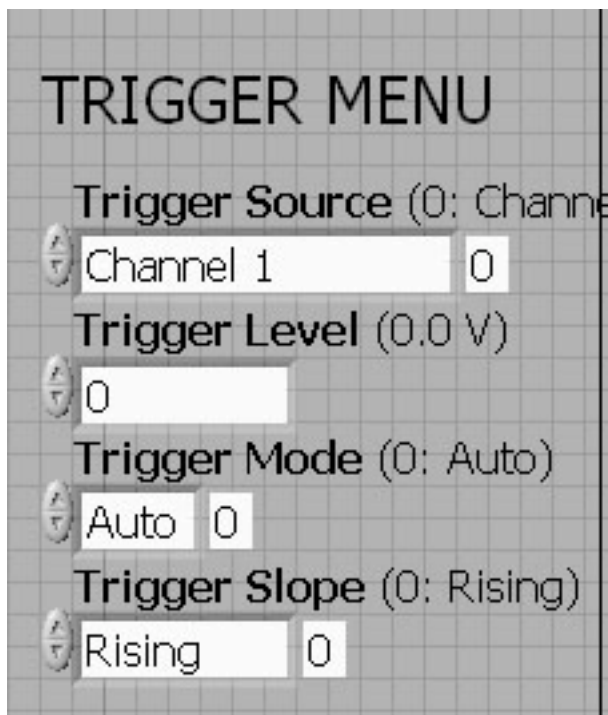 TRIGGER MENU
Trigger Source (0: Channe
Channel 1 0
Trigger Level (0.0 V)
0
Trigger Mode (0: Auto)
Auto 0
Trigger Slope (0: Rising)
Rising 0